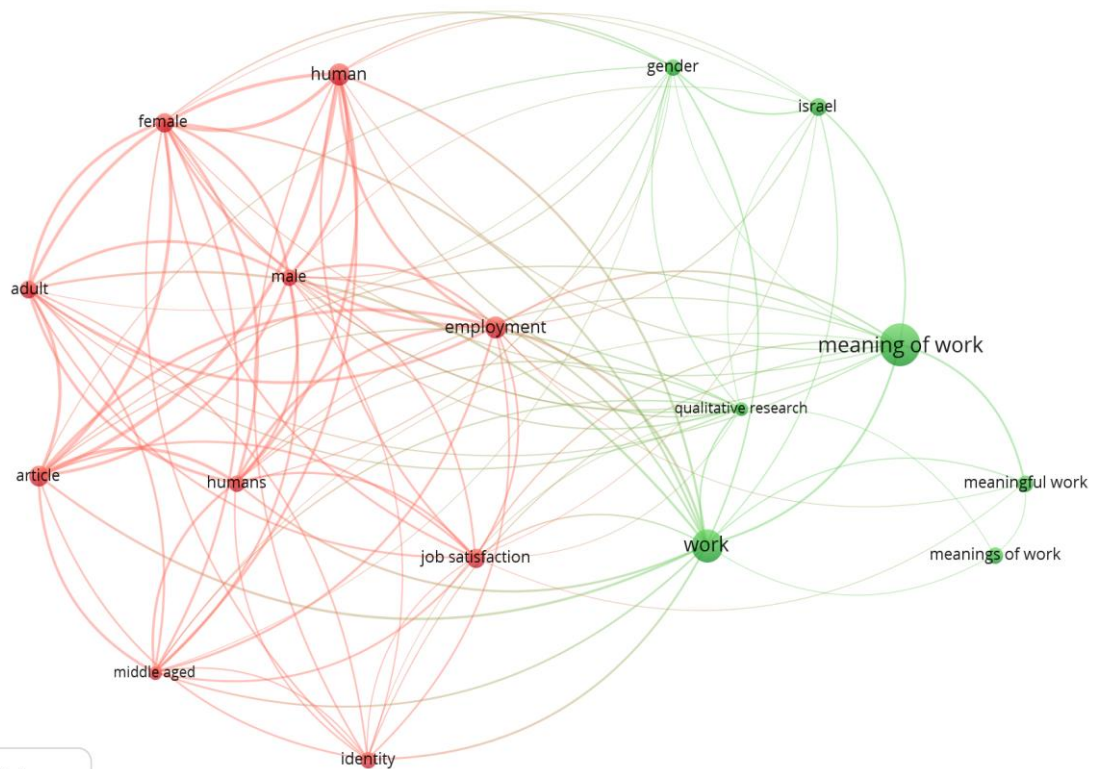 human
gender
israel
female
male
adult
employment
meaning of work
qualitative research
article
humans
meaningful work
work
job satisfaction
meanings of work
middle aged
identity